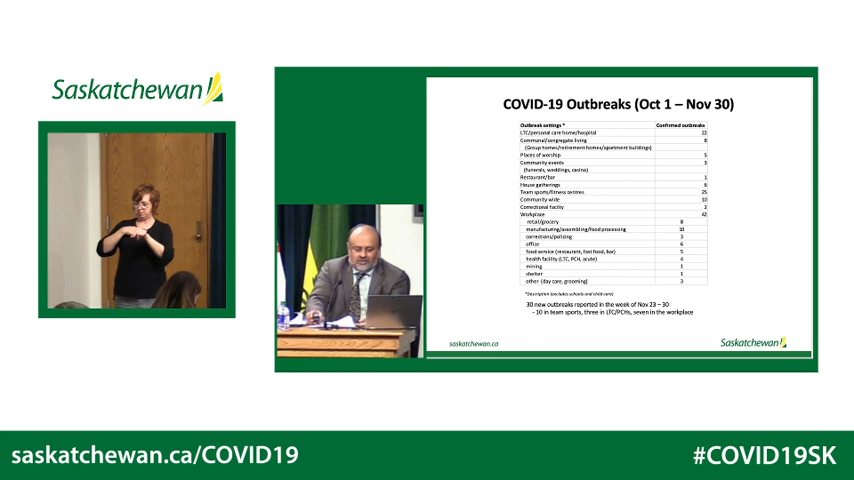 Saskatchewan
COVID-19 Outbreaks (Oct 1 – Nov 30)
Outbreak settings * Confirmed outbreaks
LTC/personal care home/hospital 22
Communal/congregate living 8
(Group homes/retirement homes/apartment buildings)
Places of worship 5
Community events 3
(funerals, weddings, casino)
Restaurant/bar 1
House gatherings 6
Team sports/fitness centres 25
Community wide 10
Correctional facility 2
Workplace 42
retail/grocery 8
manufacturing/assembling/food processing 10
corrections/policing 3
office 6
food service (restaurant, fast food, bar) 5
health facility (LTC, PCH, acute) 4
mining 1
shelter 1
other (day care, grooming) 3
*Description (excludes schools and child care)
30 new outbreaks reported in the week of Nov 23 – 30
- 10 in team sports, three in LTC/PCHs, seven in the workplace
saskatchewan.ca
Saskatchewan
saskatchewan.ca/COVID19
#COVID19SK